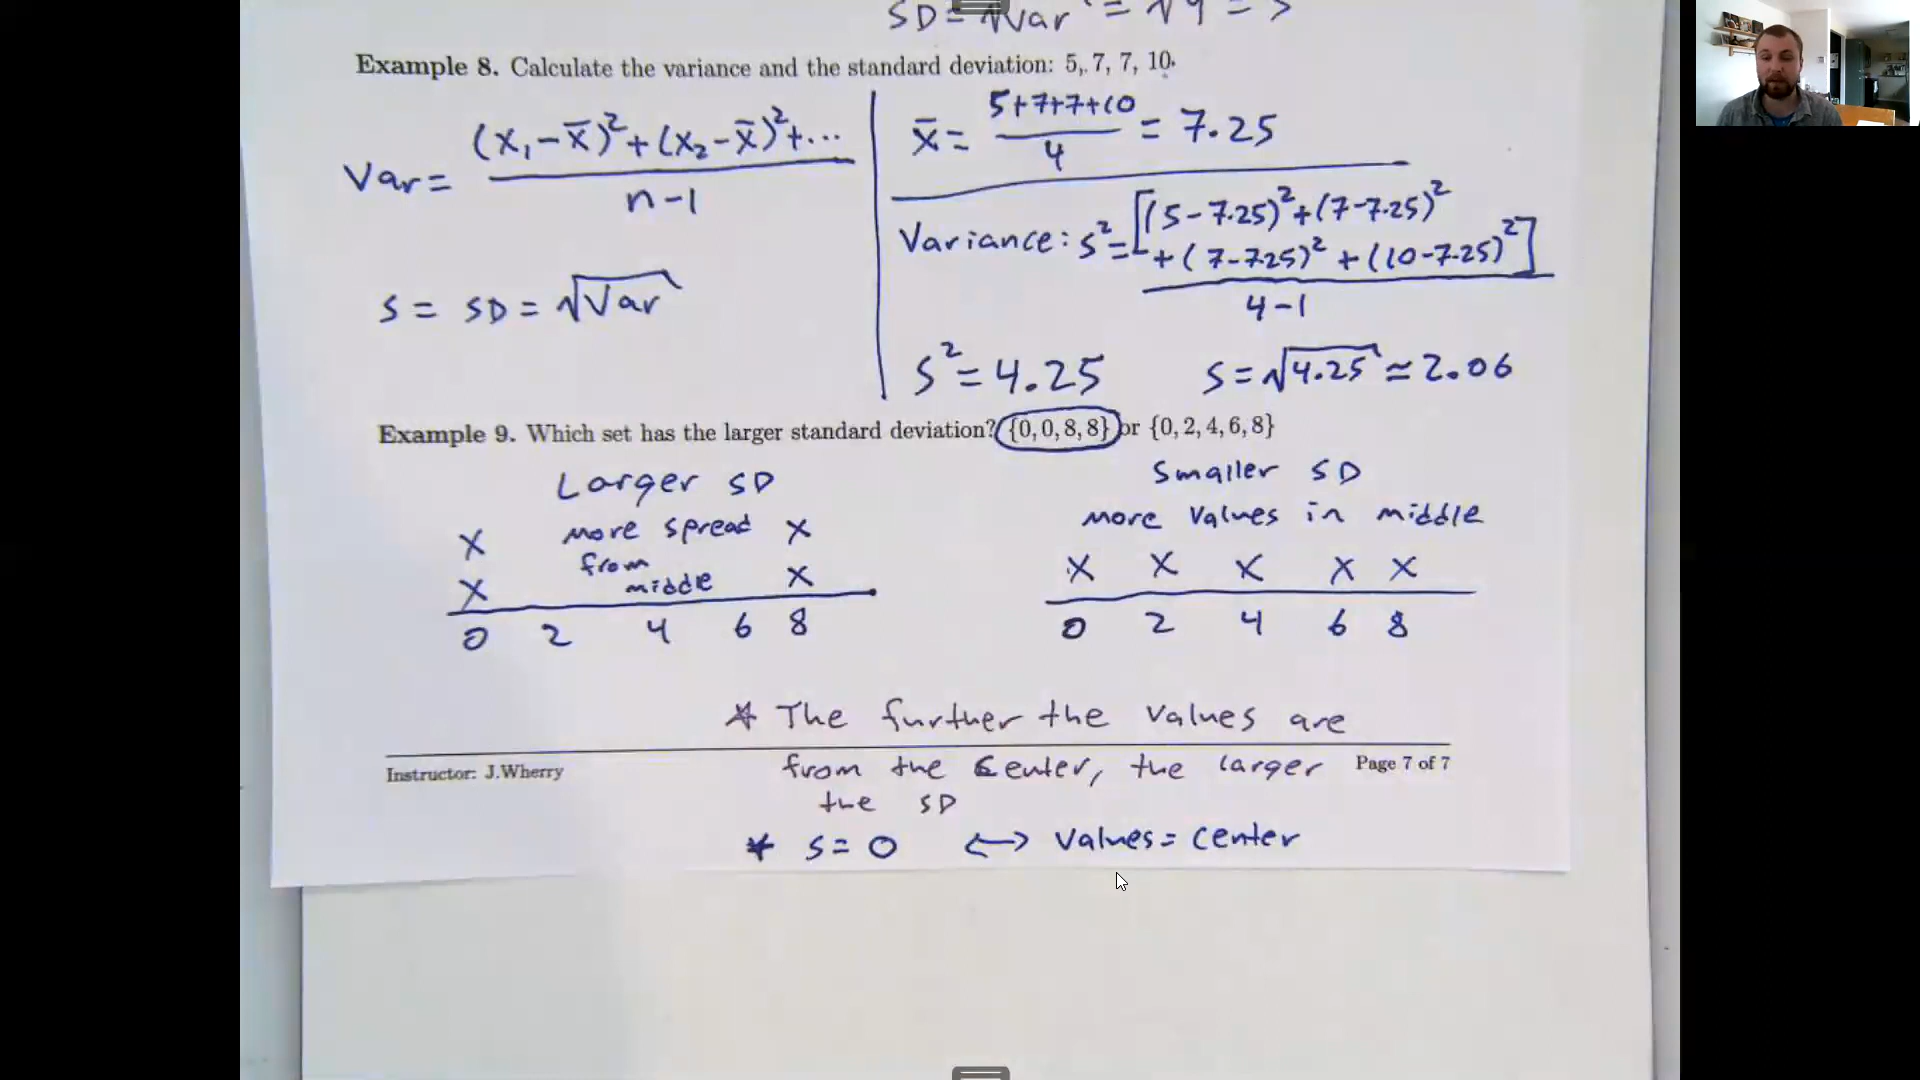 SD = √Var = √9 = 3
Example 8. Calculate the variance and the standard deviation: 5, 7, 7, 10.
Var = (x₁-x̄)²+(x₂-x̄)²+... / n-1
s = SD = √Var
x̄ = 5+7+7+10 / 4 = 7.25
Variance: s² = [(5-7.25)²+(7-7.25)²
+(7-7.25)²+(10-7.25)²]
4-1
s² = 4.25 s = √4.25 ≃ 2.06
Example 9. Which set has the larger standard deviation? {0, 0, 8, 8} or {0, 2, 4, 6, 8}
Larger SD
x more spread x
from
x middle x
0 2 4 6 8
Smaller SD
more values in middle
x x x x x
0 2 4 6 8
* The further the values are
from the center, the larger
the SD
Instructor: J.Wherry
Page 7 of 7
* s = 0 ↔ values = center